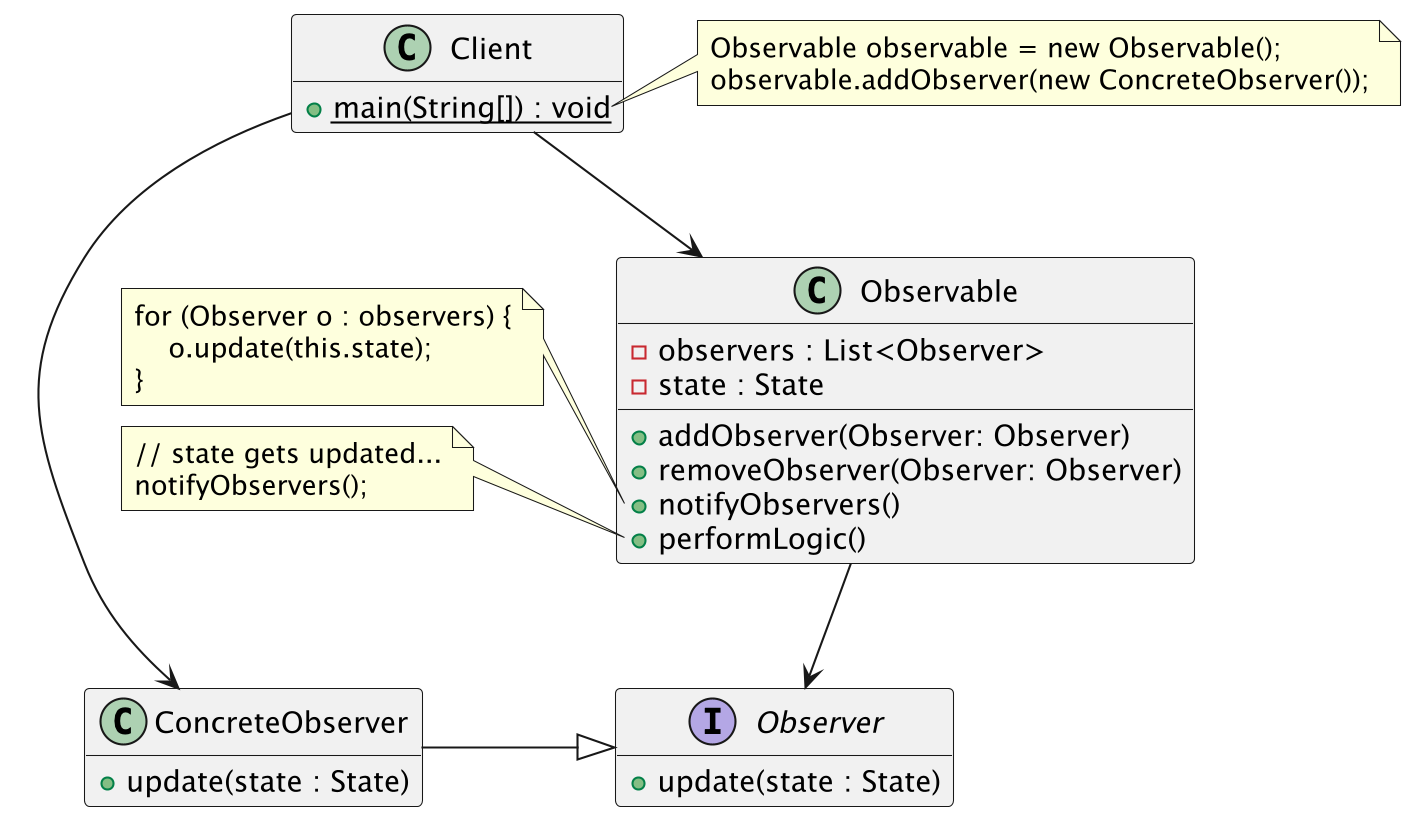 C Client
+ main(String[]) : void
Observable observable = new Observable();
observable.addObserver(new ConcreteObserver());
C Observable
observers : List<Observer>
state : State
addObserver(Observer: Observer)
removeObserver(Observer: Observer)
notifyObservers()
performLogic()
for (Observer o : observers) {
    o.update(this.state);
}
// state gets updated...
notifyObservers();
C ConcreteObserver
update(state : State)
I Observer
update(state : State)